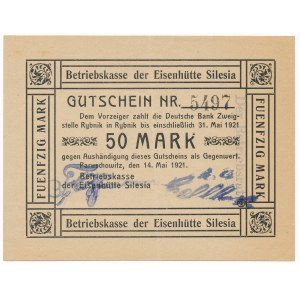 Betriebskasse der Eisenhütte Silesia
FUENFZIG MARK
GUTSCHEIN NR. 5497
Dem Vorzeiger zahlt die Deutsche Bank Zweig-
stelle Rybnik in Rybnik bis einschließlich 31. Mai 1921
50 MARK
gegen Aushändigung dieses Gutscheins als Gegenwert.
Paruschowitz, den 14. Mai 1921.
Betriebskasse
der Eisenhütte Silesia
FUENFZIG MARK
Betriebskasse der Eisenhütte Silesia